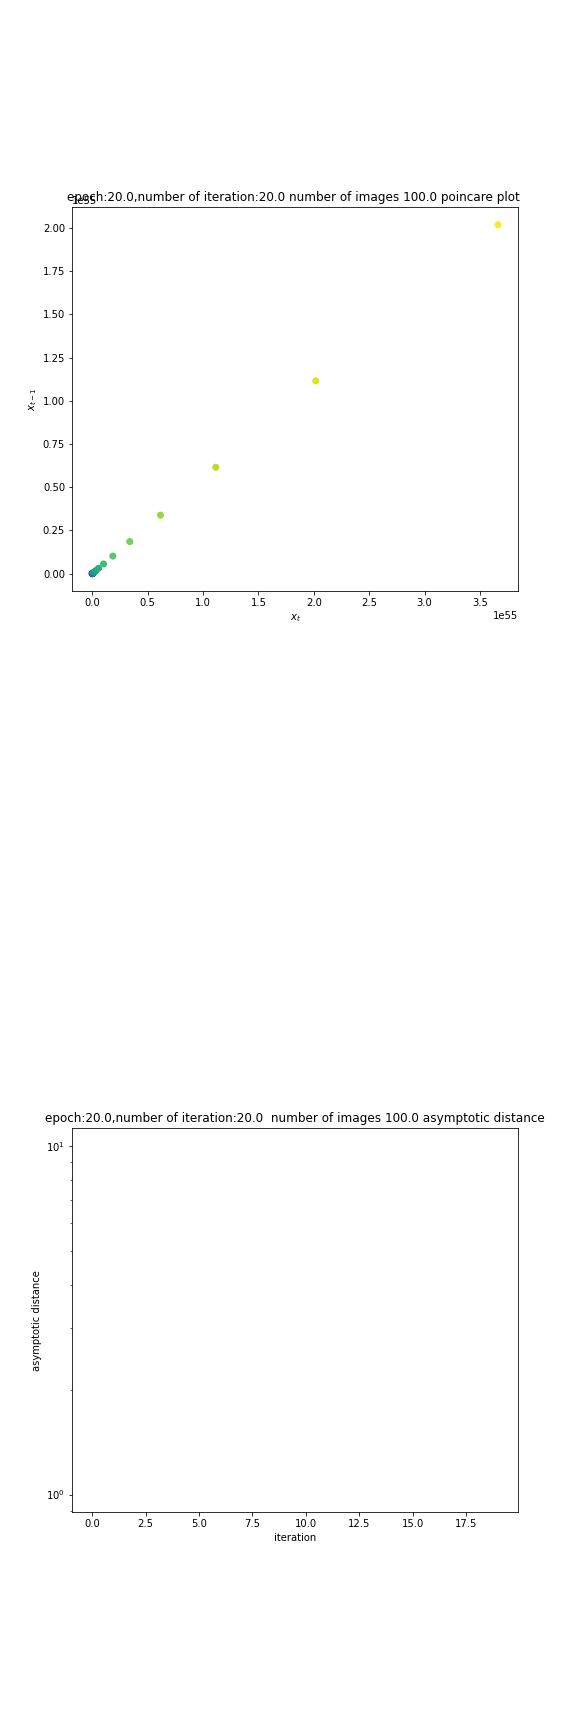 epoch:20.0,number of iteration:20.0 number of images 100.0 poincare plot
1e55
2.00
1.75
1.50
1.25
1.00
0.75
0.50
0.25
0.00
x_{t-1}
0.0 0.5 1.0 1.5 2.0 2.5 3.0 3.5
x_t
1e55
epoch:20.0,number of iteration:20.0  number of images 100.0 asymptotic distance
10^1
10^0
asymptotic distance
0.0 2.5 5.0 7.5 10.0 12.5 15.0 17.5
iteration